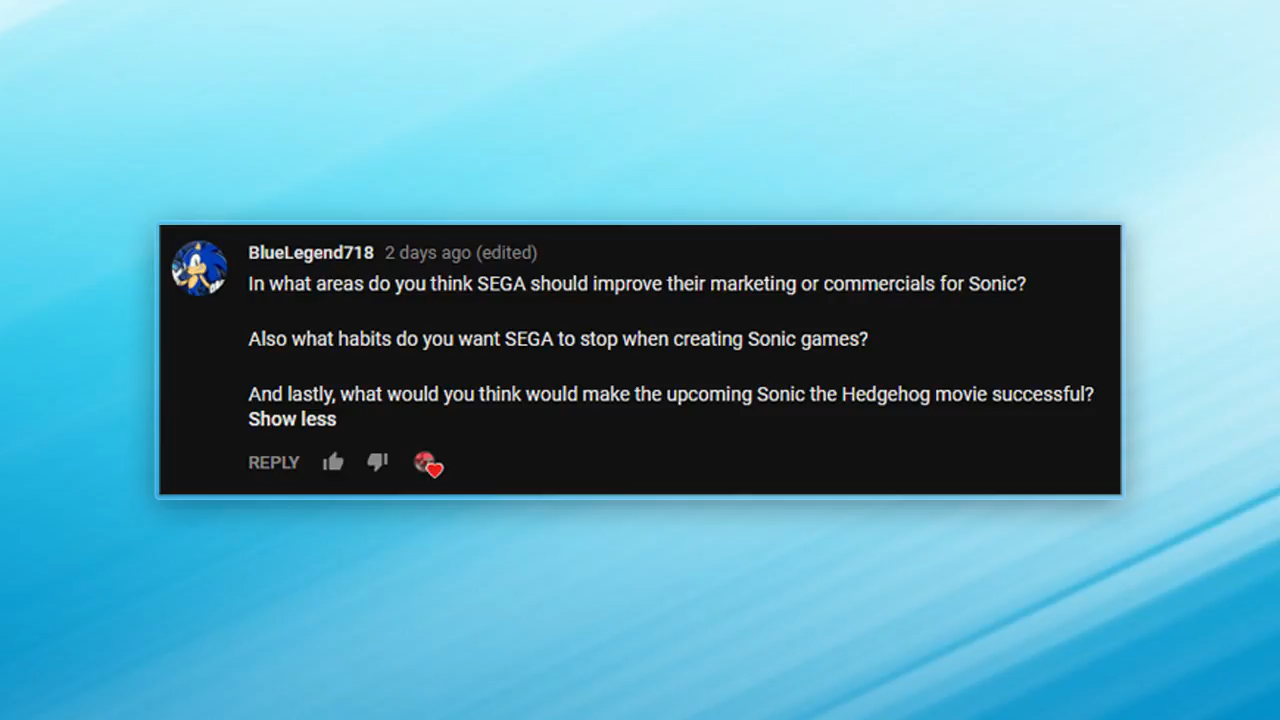 BlueLegend718 2 days ago (edited)
In what areas do you think SEGA should improve their marketing or commercials for Sonic?
Also what habits do you want SEGA to stop when creating Sonic games?
And lastly, what would you think would make the upcoming Sonic the Hedgehog movie successful?
Show less
REPLY